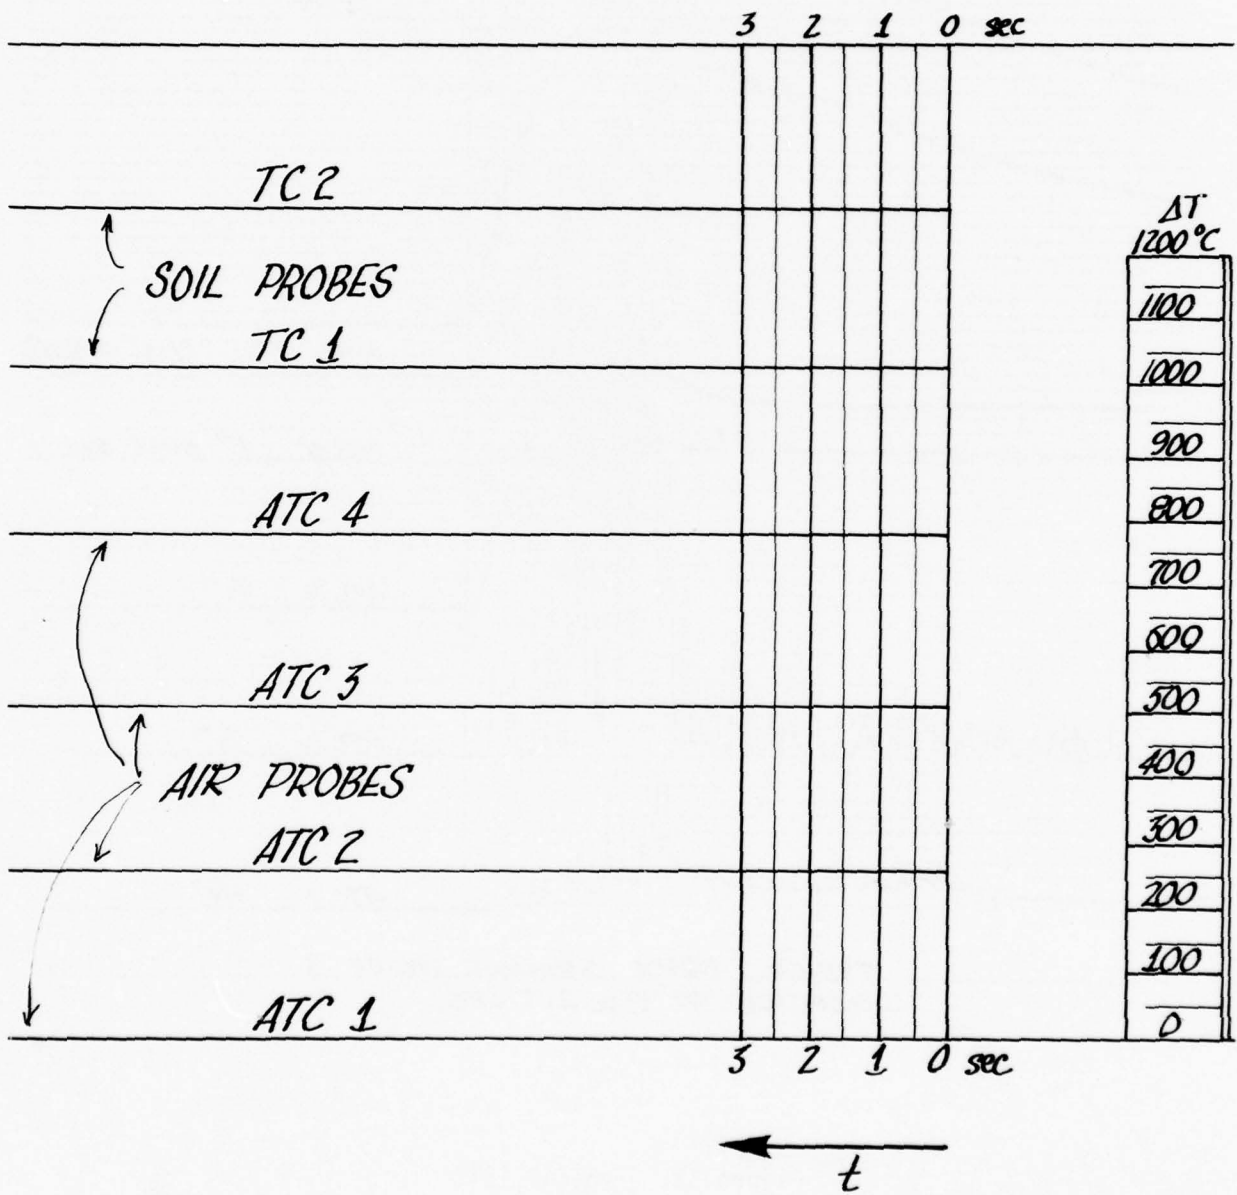 3 2 1 0 sec
TC 2
SOIL PROBES
TC 1
ATC 4
ATC 3
AIR PROBES
ATC 2
ATC 1
3 2 1 0 sec
t
ΔT
1200°C
1100
1000
900
800
700
600
500
400
300
200
100
0